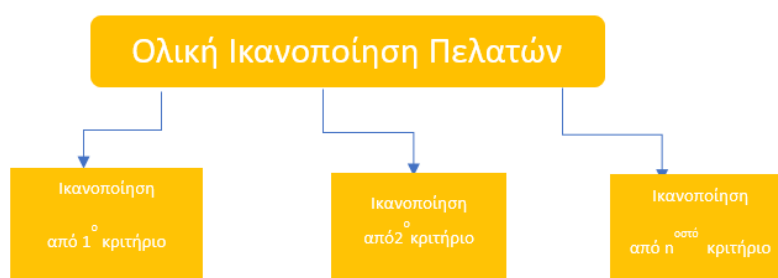 Ολική Ικανοποίηση Πελατών
Ικανοποίηση
από 1ο κριτήριο
Ικανοποίηση
από2ο κριτήριο
Ικανοποίηση
από nοστό κριτήριο